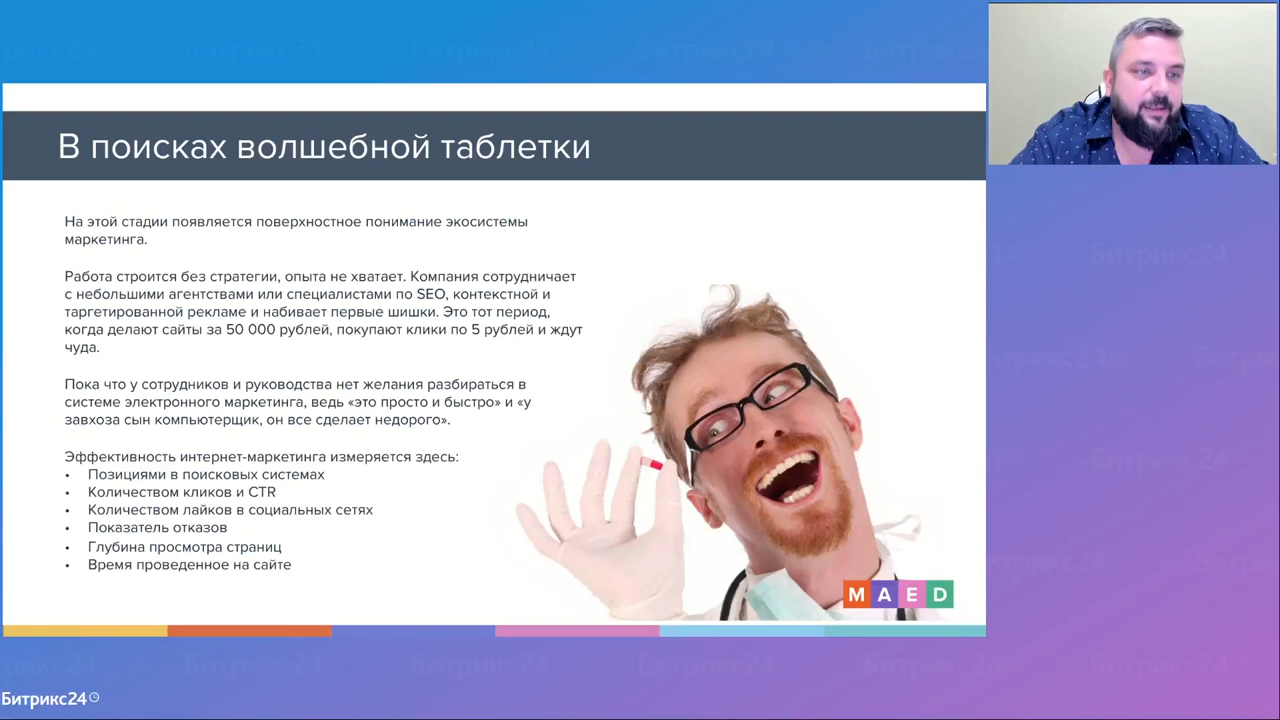 В поисках волшебной таблетки
На этой стадии появляется поверхностное понимание экосистемы
маркетинга.
Работа строится без стратегии, опыта не хватает. Компания сотрудничает
с небольшими агентствами или специалистами по SEO, контекстной и
таргетированной рекламе и набивает первые шишки. Это тот период,
когда делают сайты за 50 000 рублей, покупают клики по 5 рублей и ждут
чуда.
Пока что у сотрудников и руководства нет желания разбираться в
системе электронного маркетинга, ведь «это просто и быстро» и «у
завхоза сын компьютерщик, он все сделает недорого».
Эффективность интернет-маркетинга измеряется здесь:
• Позициями в поисковых системах
• Количеством кликов и CTR
• Количеством лайков в социальных сетях
• Показатель отказов
• Глубина просмотра страниц
• Время проведенное на сайте
MAED
Битрикс24